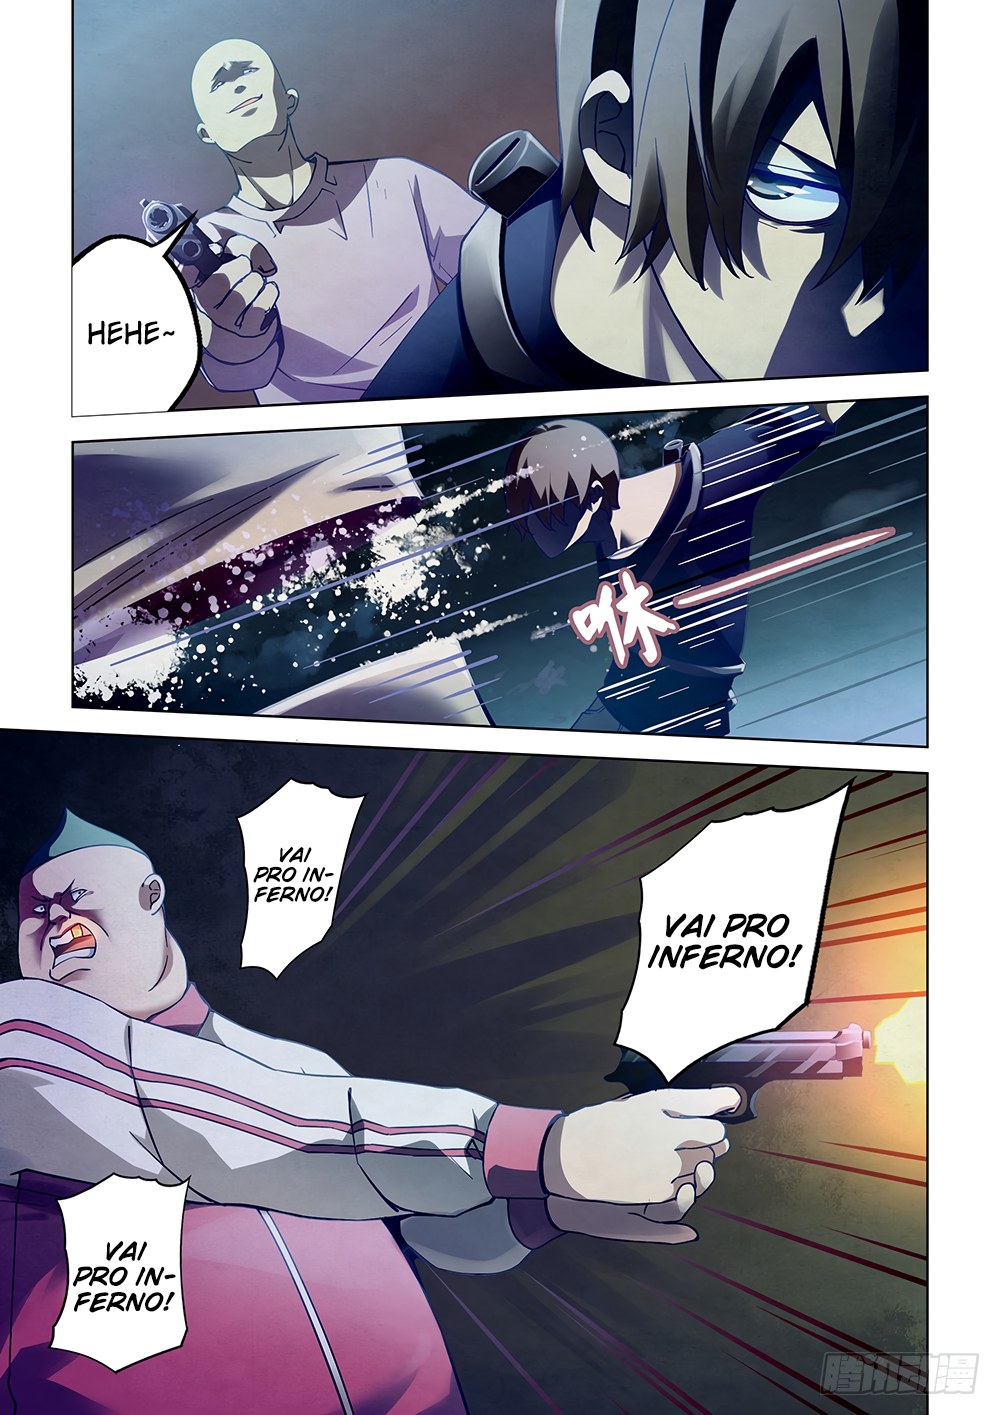 HEHE~
咻
VAI
PRO IN-
FERNO!
VAI PRO
INFERNO!
VAI
PRO IN-
FERNO!
腾讯动漫